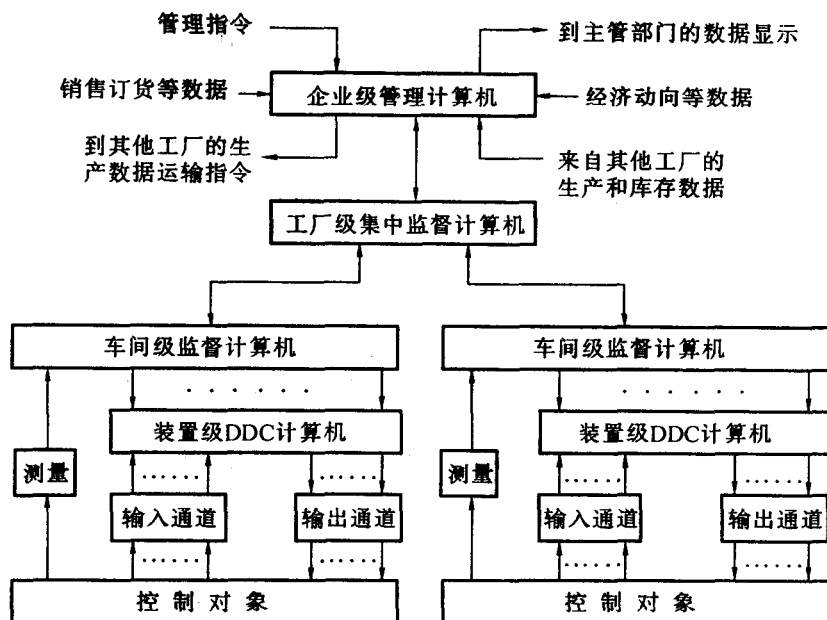 管理指令
到主管部门的数据显示
销售订货等数据
企业级管理计算机
经济动向等数据
到其他工厂的生
产数据运输指令
来自其他工厂的
生产和库存数据
工厂级集中监督计算机
车间级监督计算机
车间级监督计算机
装置级DDC计算机
装置级DDC计算机
测量
输入通道
输出通道
测量
输入通道
输出通道
控制对象
控制对象